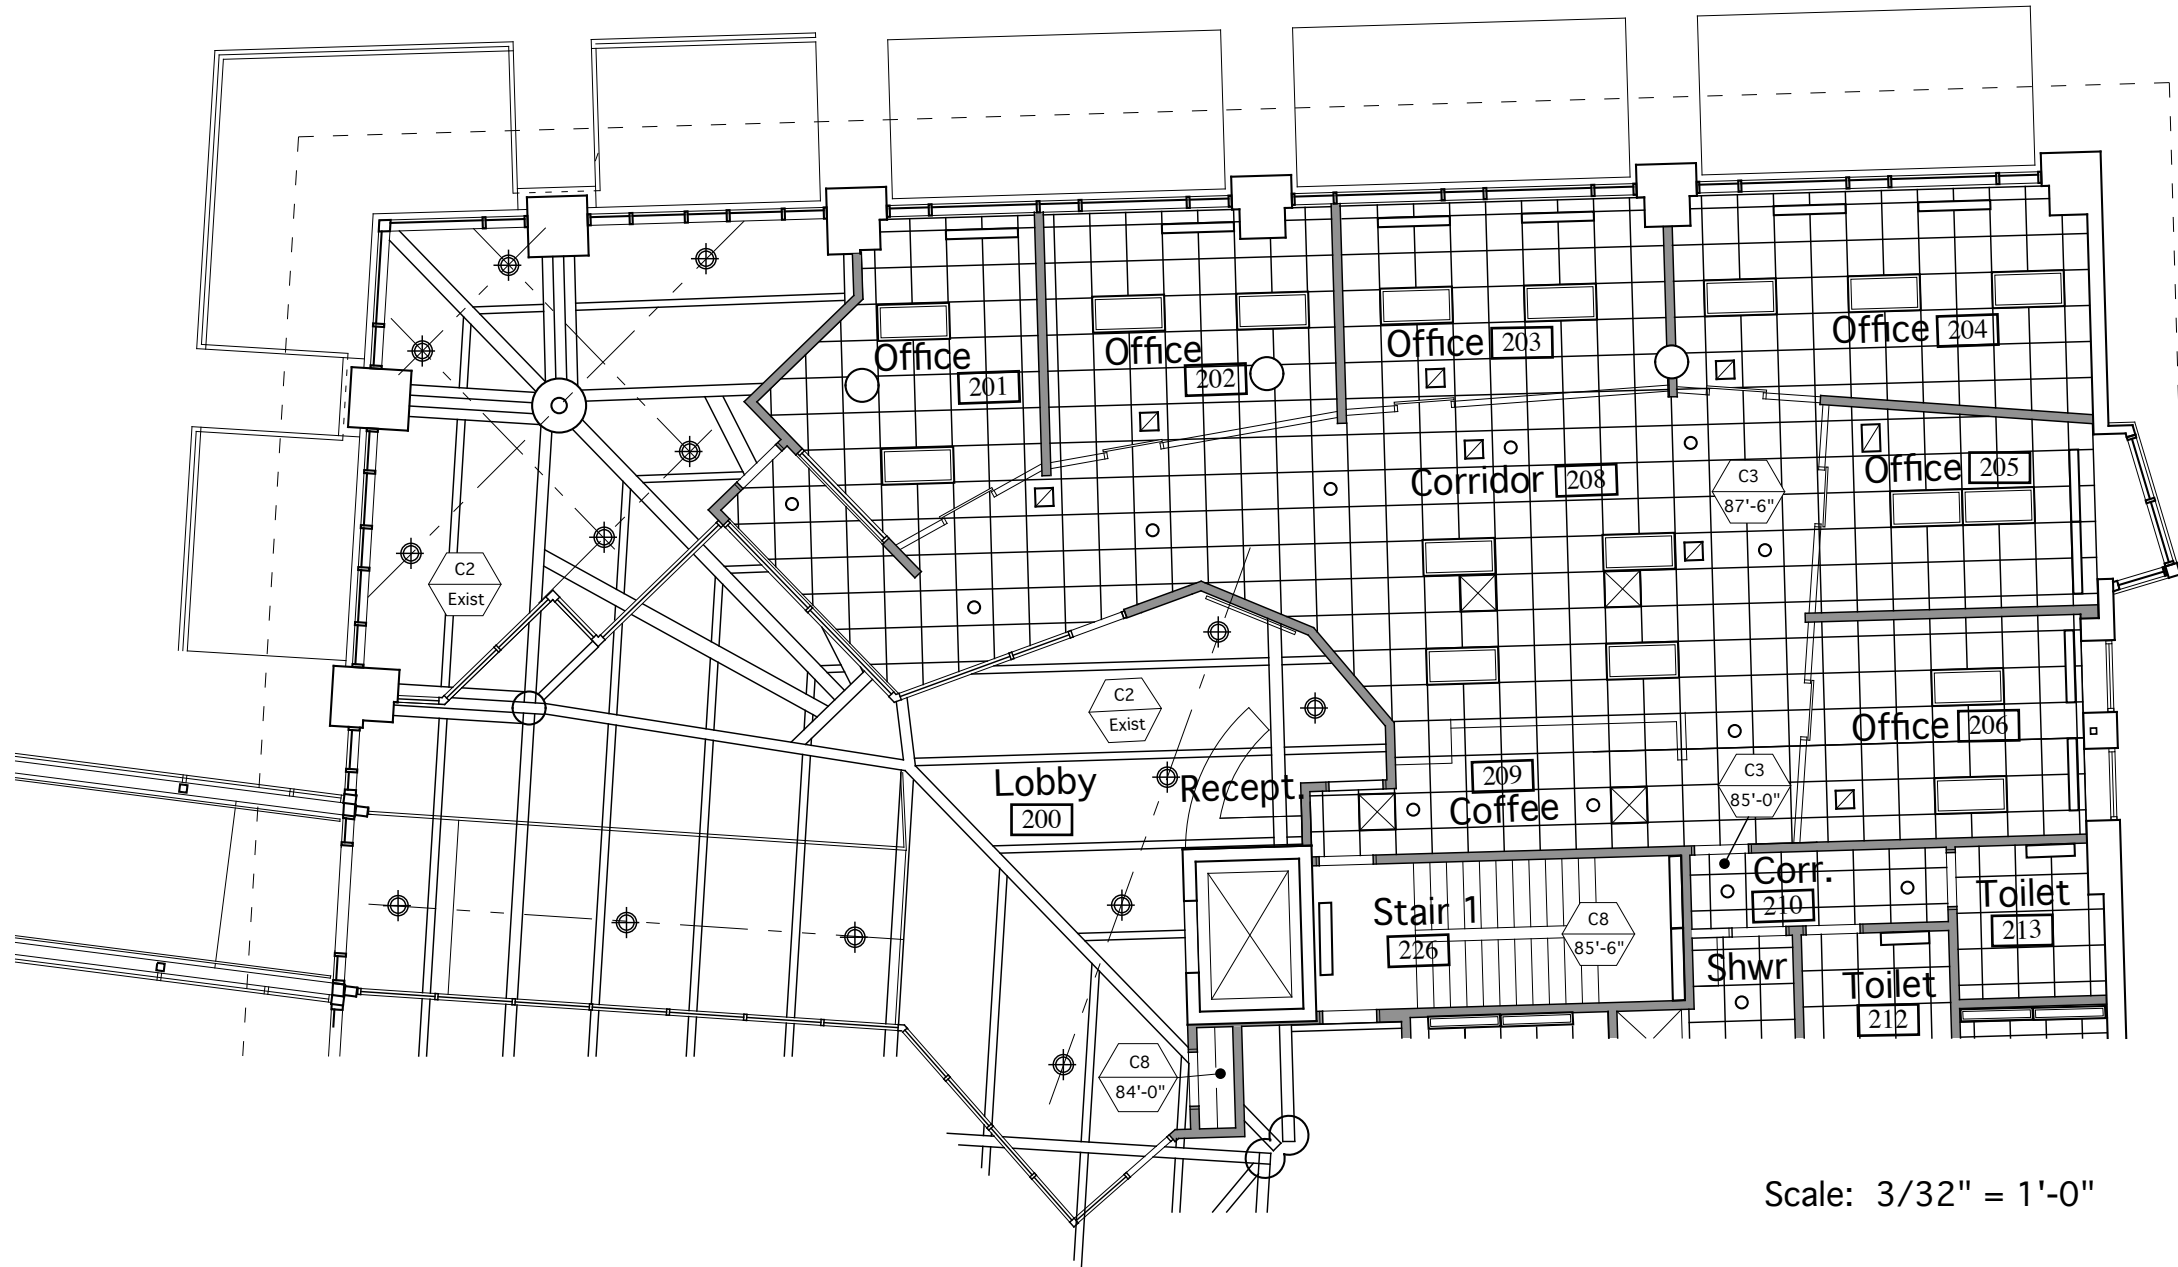 Office
201
Office
202
Office 203
Office 204
Corridor 208
C3
87'-6"
Office 205
C2
Exist
C2
Exist
Lobby
200
Recept.
209
Coffee
C3
85'-0"
Office 206
Stair 1
226
C8
85'-6"
Corr.
210
Toilet
213
Shwr
Toilet
212
C8
84'-0"
Scale: 3/32" = 1'-0"